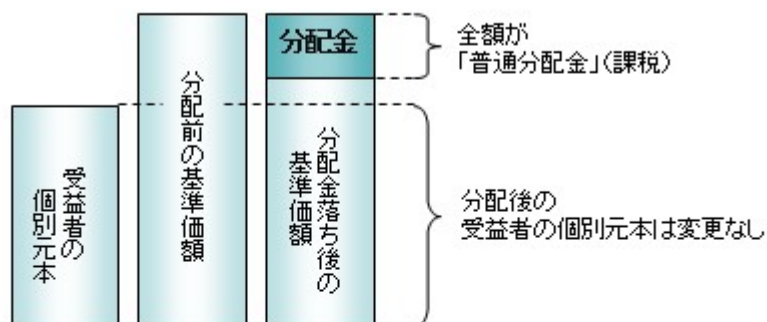 受益者の
個別元本
分配前の基準価額
分配金
分配金落ち後の
基準価額
全額が
「普通分配金」(課税)
分配後の
受益者の個別元本は変更なし